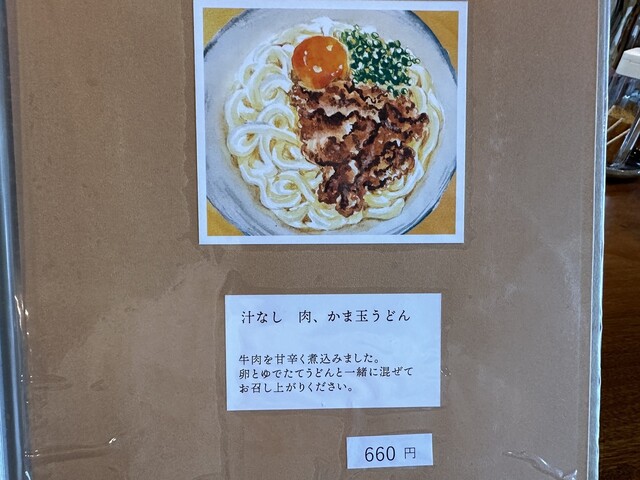 汁なし　肉、かま玉うどん
牛肉を甘辛く煮込みました。
卵とゆでたてうどんと一緒に混ぜて
お召し上がりください。
660 円